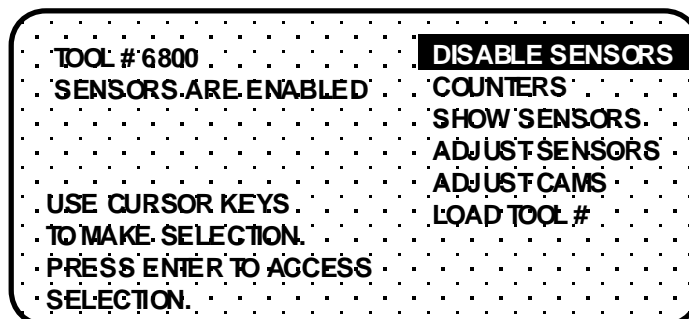 TOOL # 6800
SENSORS ARE ENABLED
USE CURSOR KEYS
TO MAKE SELECTION.
PRESS ENTER TO ACCESS
SELECTION.
DISABLE SENSORS
COUNTERS
SHOW SENSORS
ADJUST SENSORS
ADJUST CAMS
LOAD TOOL #